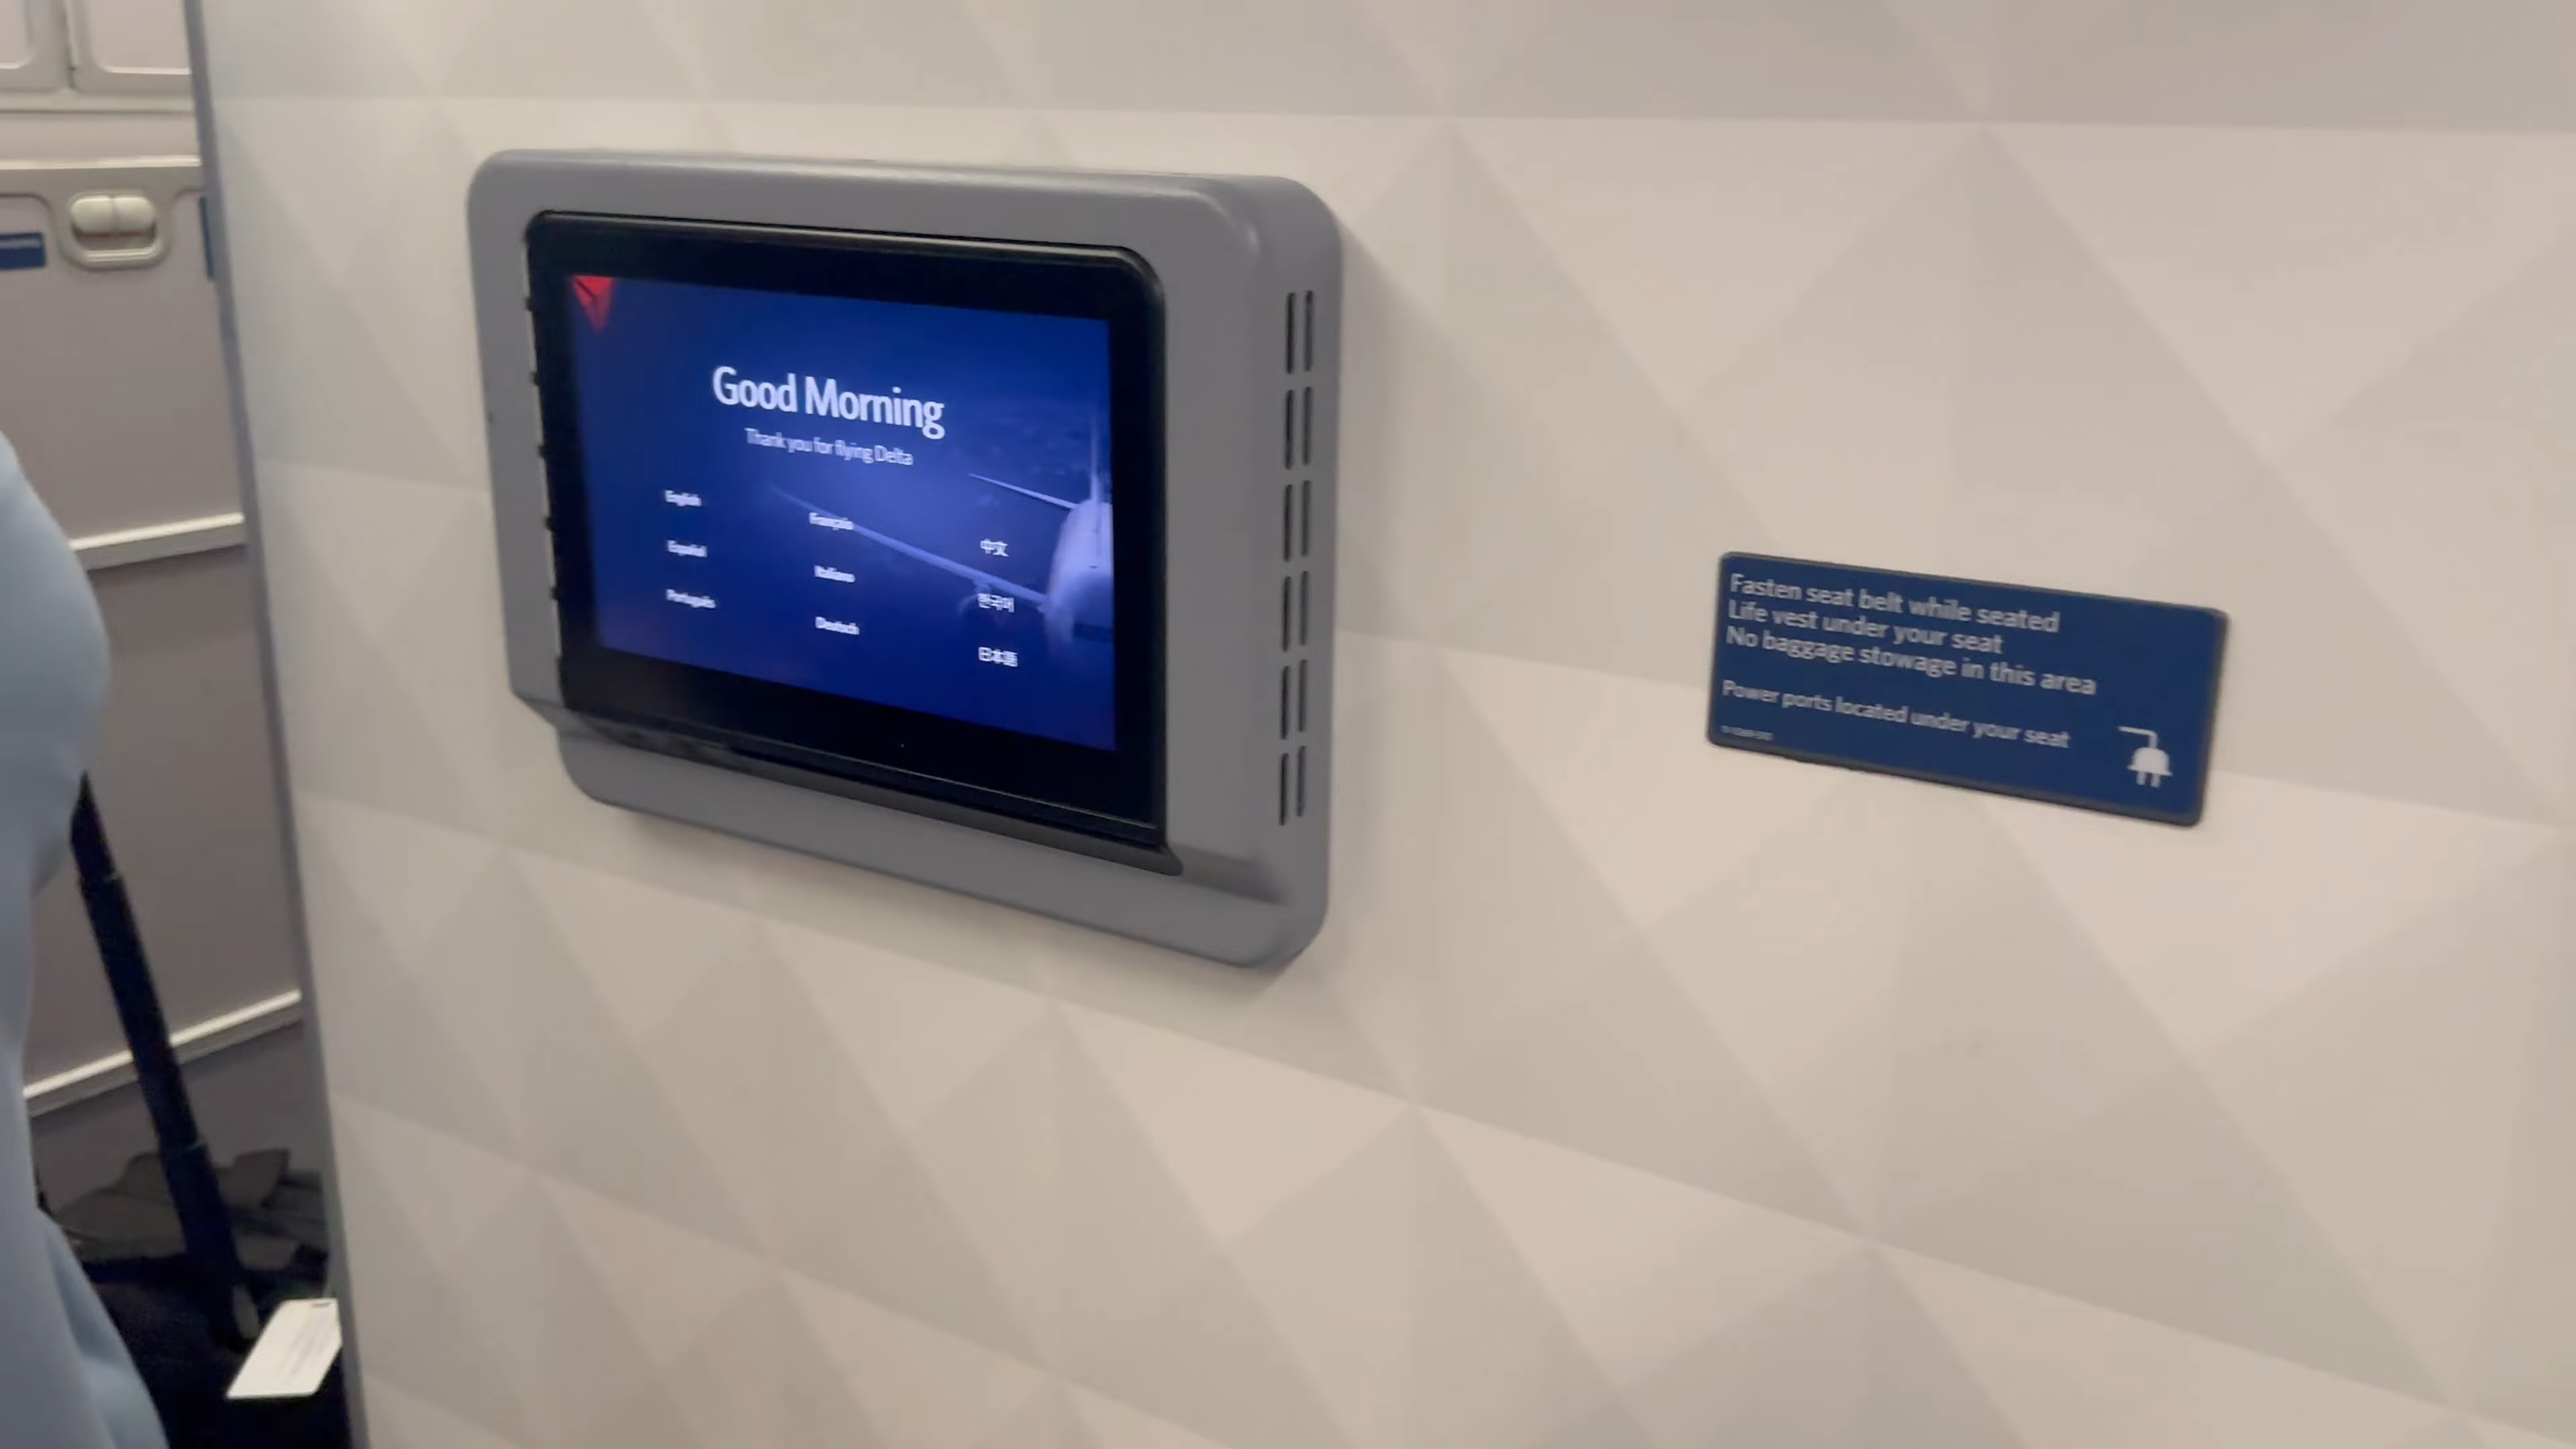 Good Morning
Thank you for flying Delta
English
Español
Português
Français
Italiano
Deutsch
中文
한국어
日本語
Fasten seat belt while seated
Life vest under your seat
No baggage stowage in this area
Power ports located under your seat